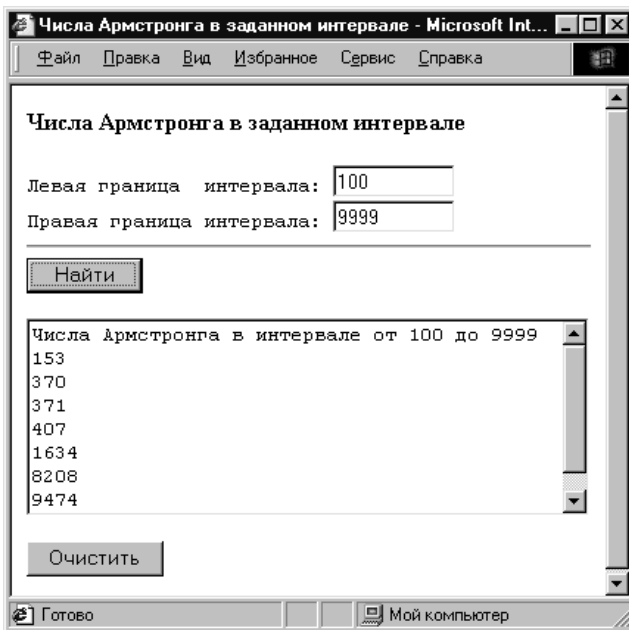 Числа Армстронга в заданном интервале - Microsoft Int...
Файл Правка Вид Избранное Сервис Справка
Числа Армстронга в заданном интервале
Левая граница интервала: 100
Правая граница интервала: 9999
Найти
Числа Армстронга в интервале от 100 до 9999
153
370
371
407
1634
8208
9474
Очистить
Готово Мой компьютер